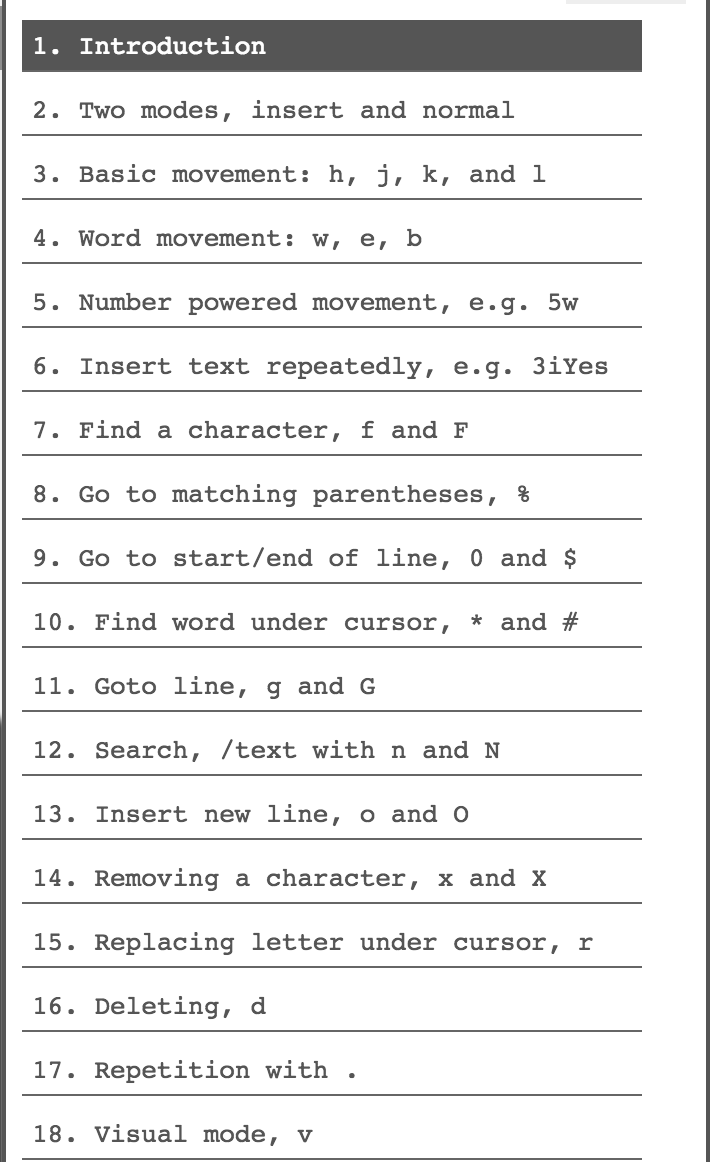 1. Introduction
2. Two modes, insert and normal
3. Basic movement: h, j, k, and l
4. Word movement: w, e, b
5. Number powered movement, e.g. 5w
6. Insert text repeatedly, e.g. 3iYes
7. Find a character, f and F
8. Go to matching parentheses, %
9. Go to start/end of line, 0 and $
10. Find word under cursor, * and #
11. Goto line, g and G
12. Search, /text with n and N
13. Insert new line, o and O
14. Removing a character, x and X
15. Replacing letter under cursor, r
16. Deleting, d
17. Repetition with .
18. Visual mode, v